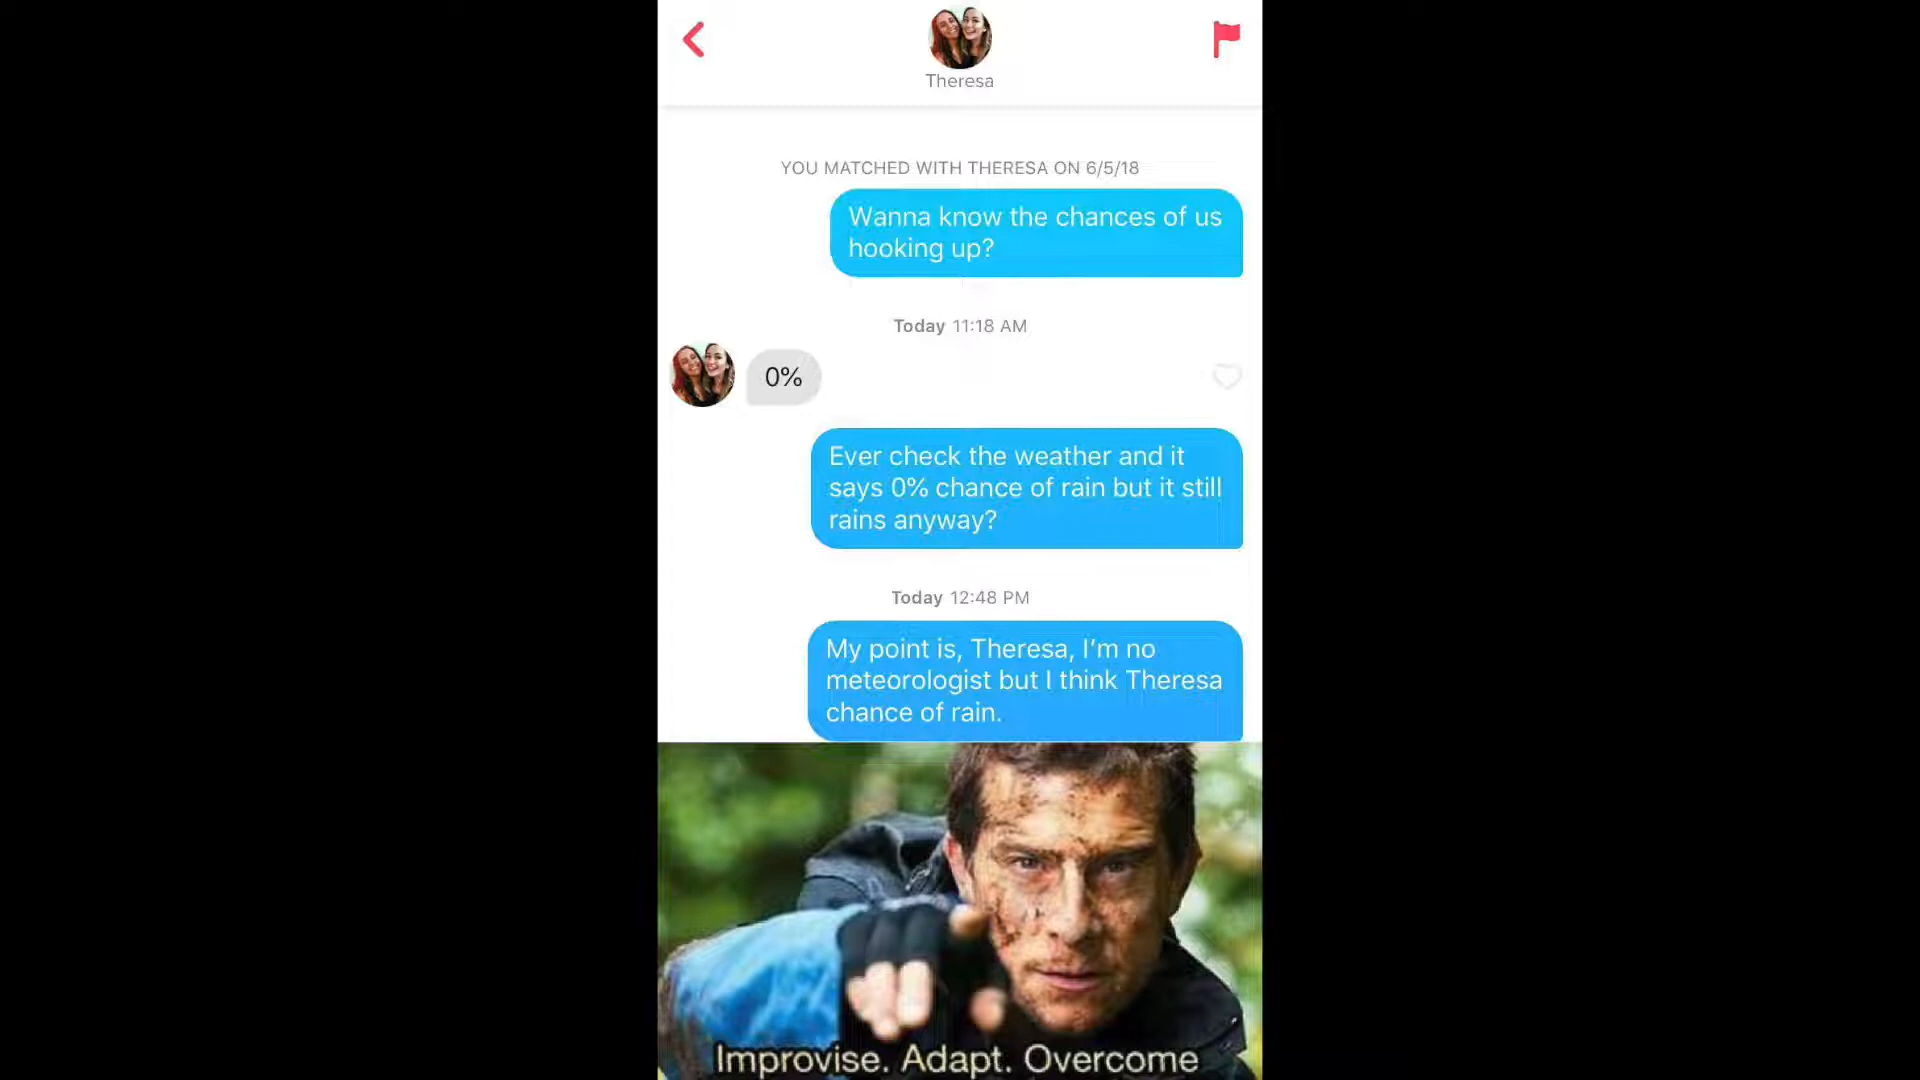 Theresa
YOU MATCHED WITH THERESA ON 6/5/18
Wanna know the chances of us
hooking up?
Today 11:18 AM
0%
Ever check the weather and it
says 0% chance of rain but it still
rains anyway?
Today 12:48 PM
My point is, Theresa, I’m no
meteorologist but I think Theresa
chance of rain.
Improvise. Adapt. Overcome